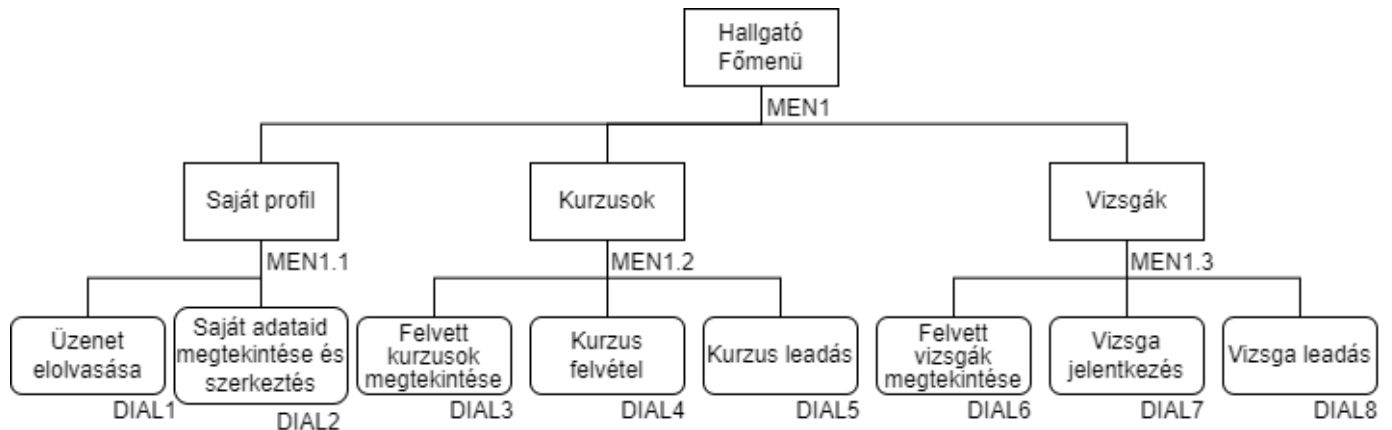 Hallgató
Főmenü
MEN1
Saját profil
Kurzusok
Vizsgák
MEN1.1
MEN1.2
MEN1.3
Üzenet
elolvasása
DIAL1
Saját adataid
megtekintése és
szerkeztés
DIAL2
Felvett
kurzusok
megtekintése
DIAL3
Kurzus
felvétel
DIAL4
Kurzus leadás
DIAL5
Felvett
vizsgák
megtekintése
DIAL6
Vizsga
jelentkezés
DIAL7
Vizsga leadás
DIAL8